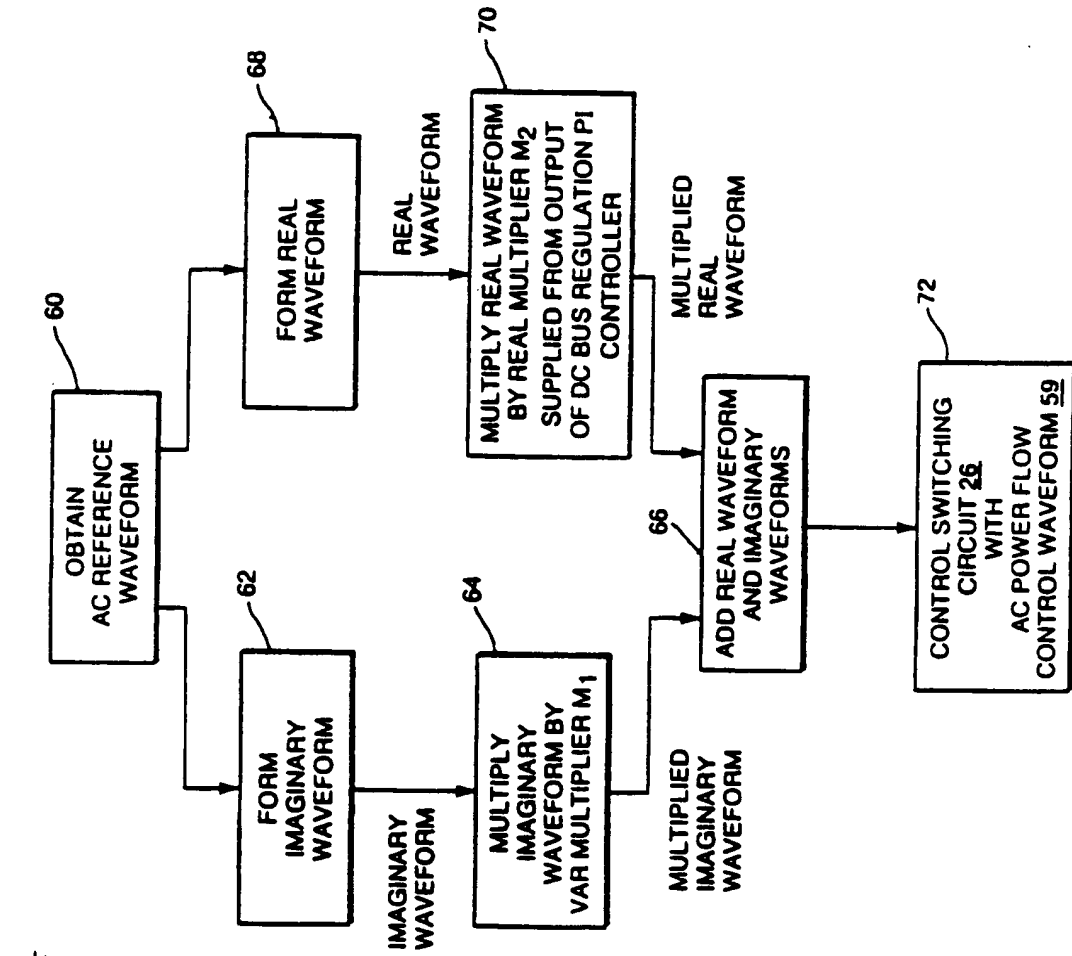 60
OBTAIN
AC REFERENCE
WAVEFORM
62
FORM
IMAGINARY
WAVEFORM
68
FORM REAL
WAVEFORM
IMAGINARY
WAVEFORM
REAL
WAVEFORM
64
MULTIPLY
IMAGINARY
WAVEFORM BY
VAR MULTIPLIER M1
70
MULTIPLY REAL WAVEFORM
BY REAL MULTIPLIER M2
SUPPLIED FROM OUTPUT
OF DC BUS REGULATION PI
CONTROLLER
MULTIPLIED
IMAGINARY
WAVEFORM
MULTIPLIED
REAL
WAVEFORM
66
ADD REAL WAVEFORM
AND IMAGINARY
WAVEFORMS
72
CONTROL SWITCHING
CIRCUIT 26
WITH
AC POWER FLOW
CONTROL WAVEFORM 59